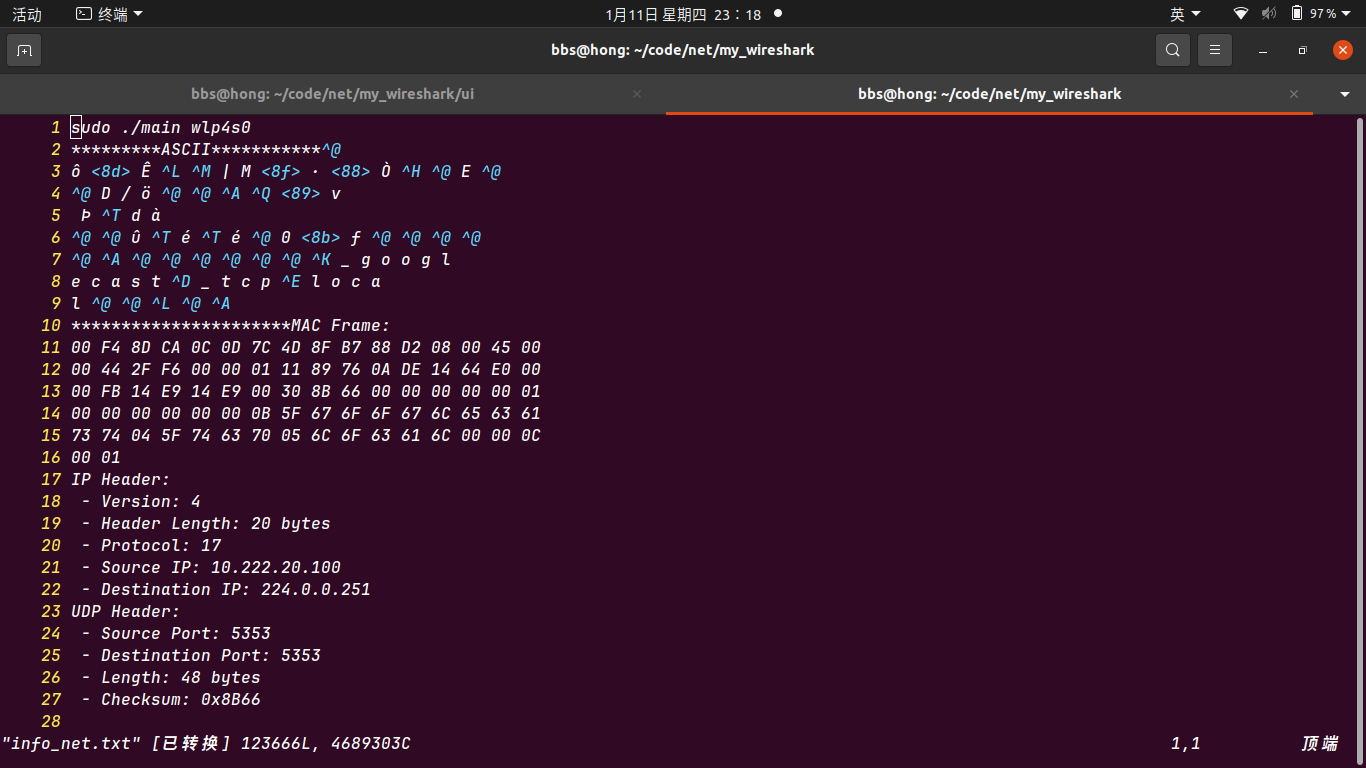 活动 终端 1月11日 星期四 23：18 英 97%
bbs@hong: ~/code/net/my_wireshark
bbs@hong: ~/code/net/my_wireshark/ui bbs@hong: ~/code/net/my_wireshark
1 sudo ./main wlp4s0
2 *********ASCII***********^@
3 ô <8d> Ê ^L ^M | M <8f> · <88> Ò ^H ^@ E ^@
4 ^@ D / ö ^@ ^@ ^A ^Q <89> v
5 Þ ^T d à
6 ^@ ^@ û ^T é ^T é ^@ 0 <8b> f ^@ ^@ ^@ ^@
7 ^@ ^A ^@ ^@ ^@ ^@ ^@ ^@ ^K _ g o o g l
8 e c a s t ^D _ t c p ^E l o c a
9 l ^@ ^@ ^L ^@ ^A
10 **********************MAC Frame:
11 00 F4 8D CA 0C 0D 7C 4D 8F B7 88 D2 08 00 45 00
12 00 44 2F F6 00 00 01 11 89 76 0A DE 14 64 E0 00
13 00 FB 14 E9 14 E9 00 30 8B 66 00 00 00 00 00 01
14 00 00 00 00 00 00 0B 5F 67 6F 6F 67 6C 65 63 61
15 73 74 04 5F 74 63 70 05 6C 6F 63 61 6C 00 00 0C
16 00 01
17 IP Header:
18 - Version: 4
19 - Header Length: 20 bytes
20 - Protocol: 17
21 - Source IP: 10.222.20.100
22 - Destination IP: 224.0.0.251
23 UDP Header:
24 - Source Port: 5353
25 - Destination Port: 5353
26 - Length: 48 bytes
27 - Checksum: 0x8B66
28
"info_net.txt" [已转换] 123666L, 4689303C 1,1 顶端